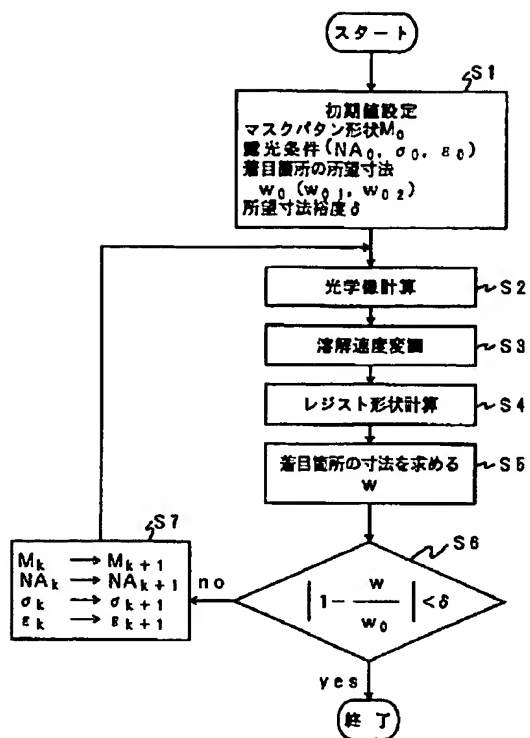 スタート
S1
初期値設定
マスクパタン形状M₀
露光条件(NA₀, σ₀, ε₀)
着目箇所の所望寸法
w₀ (w₀₁, w₀₂)
所望寸法裕度δ
光学像計算
S2
溶解速度変調
S3
レジスト形状計算
S4
着目箇所の寸法を求める
w
S5
S6
|1 - w/w₀| <δ
no
S7
Mₖ → Mₖ₊₁
NAₖ → NAₖ₊₁
σₖ → σₖ₊₁
εₖ → εₖ₊₁
yes
終了